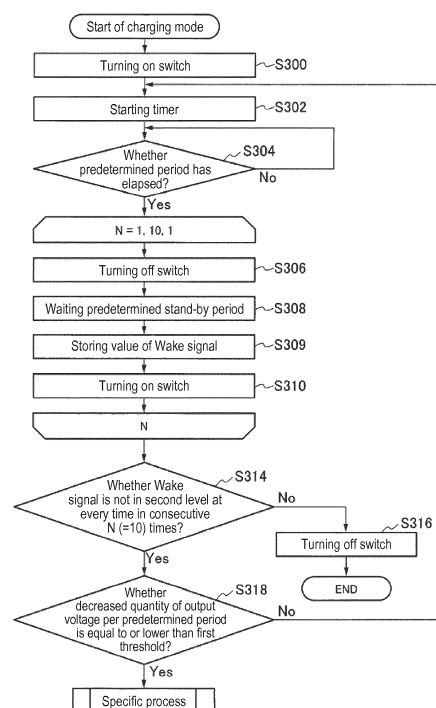 Start of charging mode
Turning on switch
S300
Starting timer
S302
Whether
predetermined period has
elapsed?
S304
No
Yes
N = 1, 10, 1
Turning off switch
S306
Waiting predetermined stand-by period
S308
Storing value of Wake signal
S309
Turning on switch
S310
N
Whether Wake
signal is not in second level at
every time in consecutive
N (=10) times?
S314
No
Yes
Turning off switch
S316
END
Whether
decreased quantity of output
voltage per predetermined period
is equal to or lower than first
threshold?
S318
No
Yes
Specific process